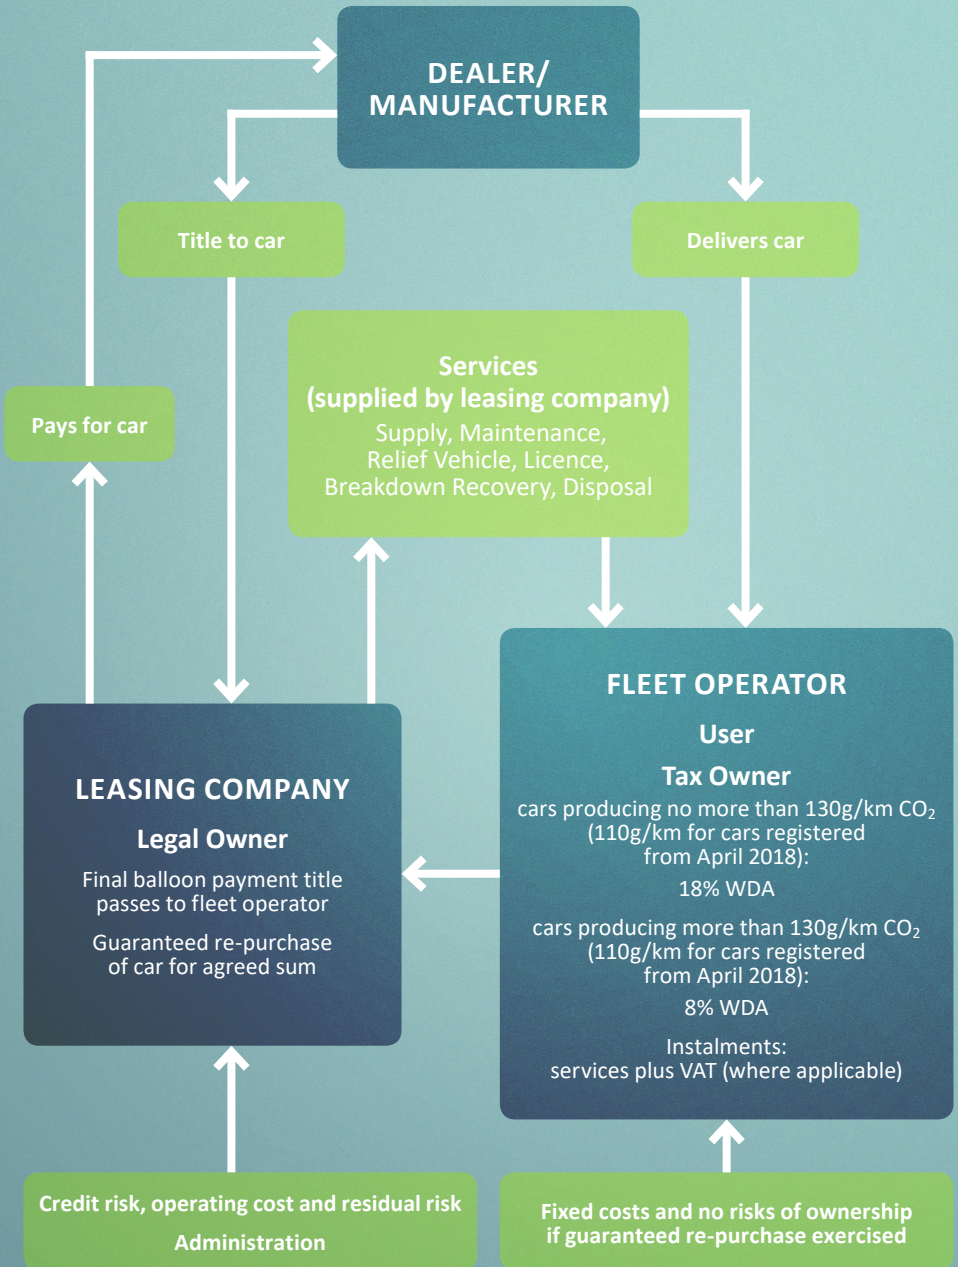 DEALER/
MANUFACTURER
Title to car
Delivers car
Services
(supplied by leasing company)
Supply, Maintenance,
Relief Vehicle, Licence,
Breakdown Recovery, Disposal
Pays for car
FLEET OPERATOR
User
Tax Owner
cars producing no more than 130g/km CO₂
(110g/km for cars registered
from April 2018):
18% WDA
cars producing more than 130g/km CO₂
(110g/km for cars registered
from April 2018):
8% WDA
Instalments:
services plus VAT (where applicable)
LEASING COMPANY
Legal Owner
Final balloon payment title
passes to fleet operator
Guaranteed re-purchase
of car for agreed sum
Credit risk, operating cost and residual risk
Administration
Fixed costs and no risks of ownership
if guaranteed re-purchase exercised